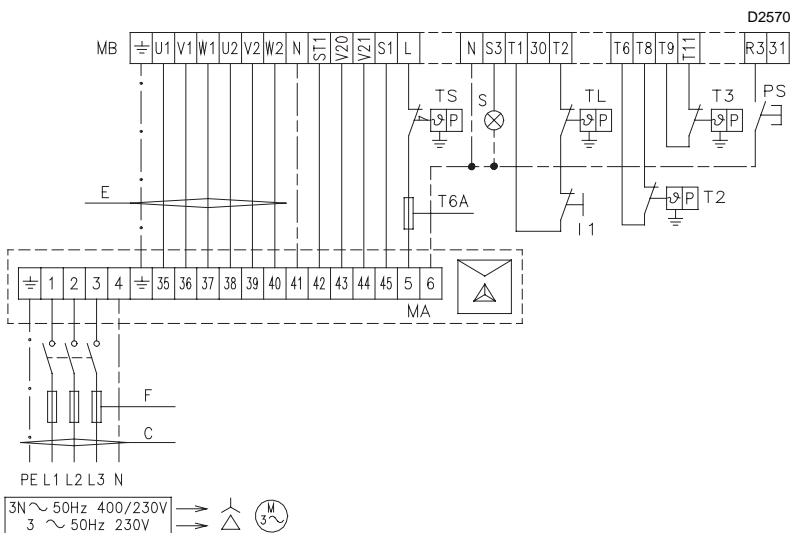 D2570
MB ⏚ U1 V1 W1 U2 V2 W2 N ST1 V20 V21 S1 L N S3 T1 30 T2 T6 T8 T9 T11 R3 31
TS S TL T3 PS
ϑ P ϑ P ϑ P
E T6A I1 ϑ P T2
⏚ 1 2 3 4 ⏚ 35 36 37 38 39 40 41 42 43 44 45 5 6
MA
F
C
PE L1 L2 L3 N
3N ~ 50Hz 400/230V
3 ~ 50Hz 230V
M
3~